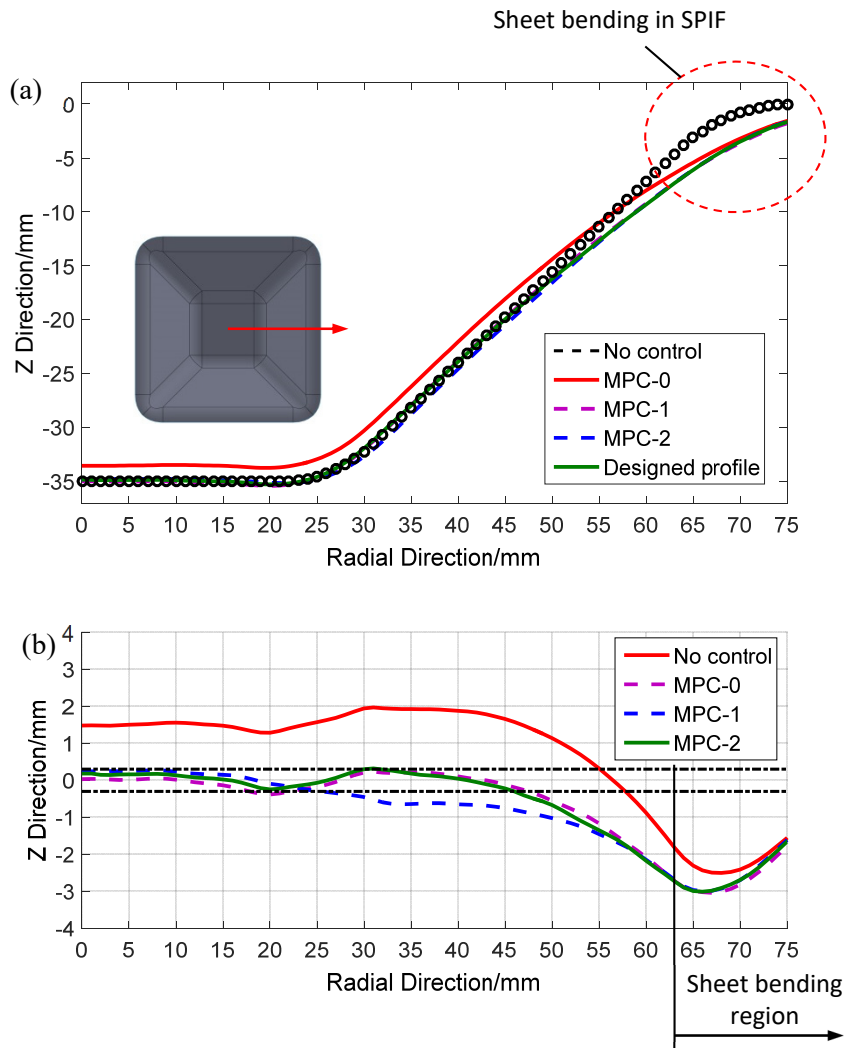 Sheet bending in SPIF
(a)
0
-5
-10
-15
-20
-25
-30
-35
Z Direction/mm
No control
MPC-0
MPC-1
MPC-2
Designed profile
0 5 10 15 20 25 30 35 40 45 50 55 60 65 70 75
Radial Direction/mm
(b)
4
3
2
1
0
-1
-2
-3
-4
Z Direction/mm
No control
MPC-0
MPC-1
MPC-2
0 5 10 15 20 25 30 35 40 45 50 55 60 65 70 75
Radial Direction/mm
Sheet bending
region